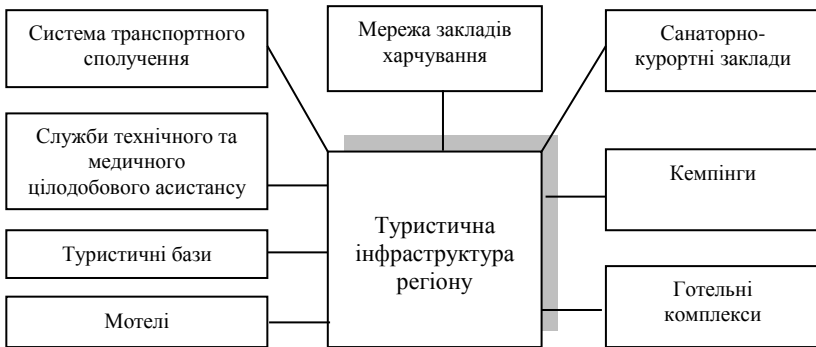 Система транспортного
сполучення
Мережа закладів
харчування
Санаторно-
курортні заклади
Служби технічного та
медичного
цілодобового асистансу
Кемпінги
Туристична
інфраструктура
регіону
Туристичні бази
Мотелі
Готельні
комплекси